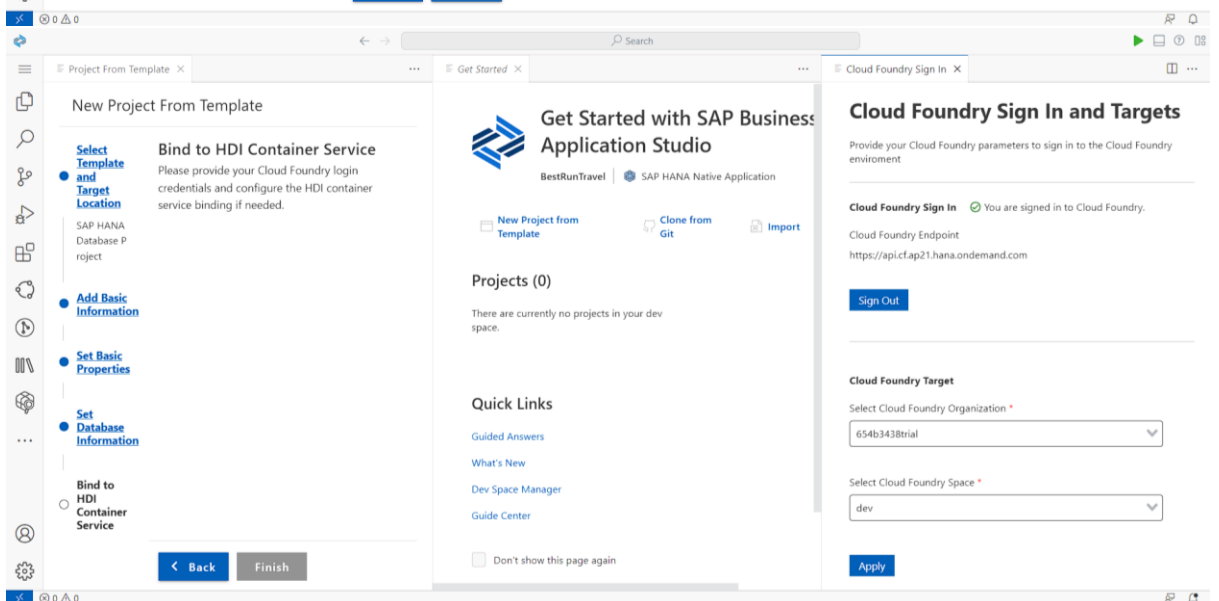 0 0
Search
Project From Template
Get Started
Cloud Foundry Sign In
New Project From Template
Select
Template
and
Target
Location
SAP HANA
Database P
roject
Add Basic
Information
Set Basic
Properties
Set
Database
Information
Bind to
HDI
Container
Service
Bind to HDI Container Service
Please provide your Cloud Foundry login
credentials and configure the HDI container
service binding if needed.
Back
Finish
Get Started with SAP Business
Application Studio
BestRunTravel
SAP HANA Native Application
New Project from
Template
Clone from
Git
Import
Projects (0)
There are currently no projects in your dev
space.
Quick Links
Guided Answers
What's New
Dev Space Manager
Guide Center
Don't show this page again
Cloud Foundry Sign In and Targets
Provide your Cloud Foundry parameters to sign in to the Cloud Foundry
enviroment
Cloud Foundry Sign In
You are signed in to Cloud Foundry.
Cloud Foundry Endpoint
https://api.cf.ap21.hana.ondemand.com
Sign Out
Cloud Foundry Target
Select Cloud Foundry Organization *
654b3438trial
Select Cloud Foundry Space *
dev
Apply
0 0